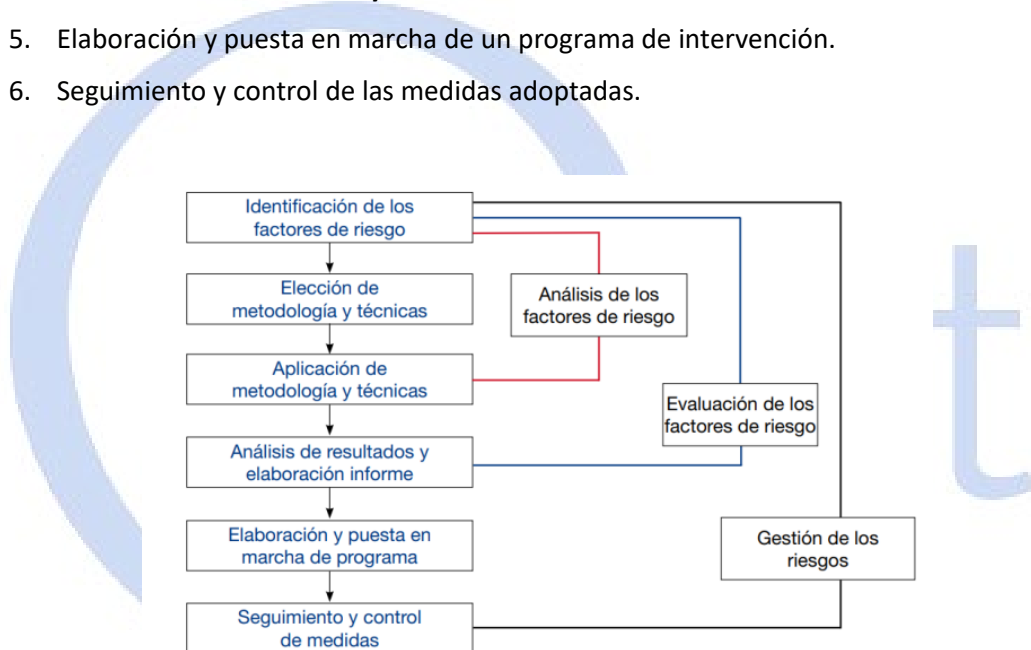 5. Elaboración y puesta en marcha de un programa de intervención.
6. Seguimiento y control de las medidas adoptadas.
Identificación de los
factores de riesgo
Elección de
metodología y técnicas
Análisis de los
factores de riesgo
Aplicación de
metodología y técnicas
Evaluación de los
factores de riesgo
Análisis de resultados y
elaboración informe
Elaboración y puesta en
marcha de programa
Gestión de los
riesgos
Seguimiento y control
de medidas
t